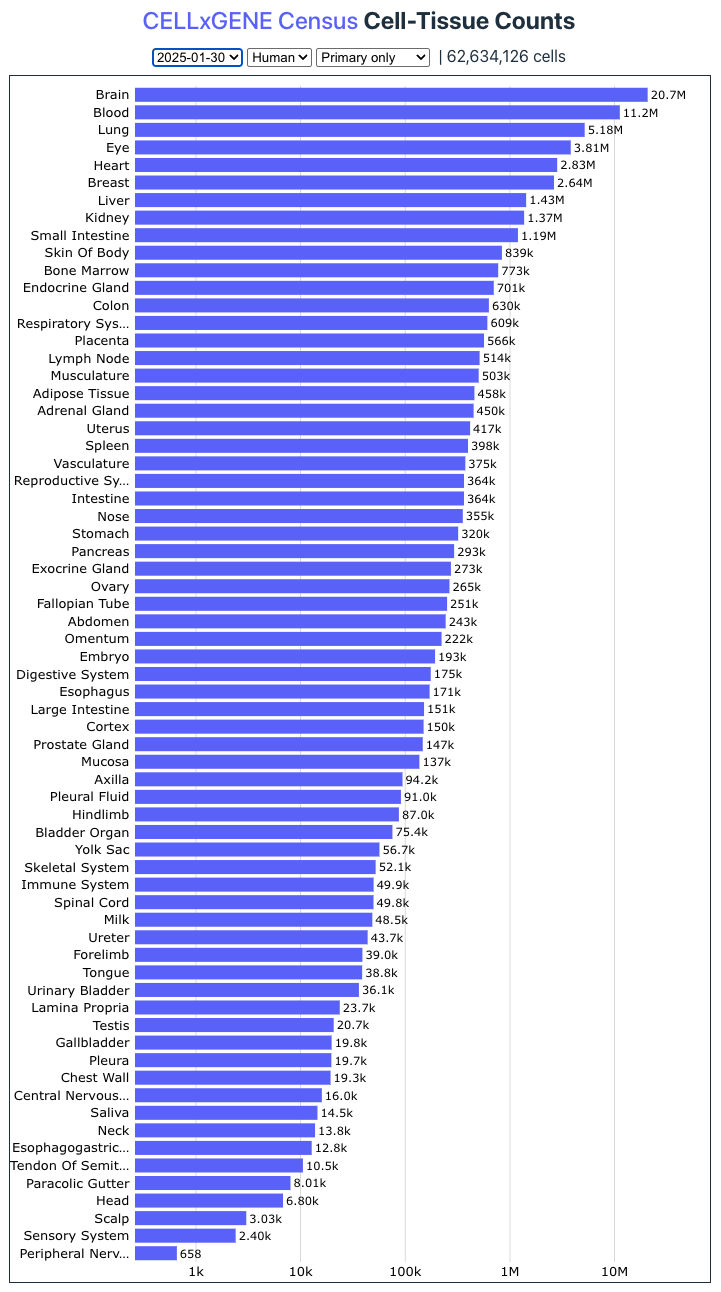 CELLxGENE Census Cell-Tissue Counts
2025-01-30 Human Primary only | 62,634,126 cells
Brain 20.7M
Blood 11.2M
Lung 5.18M
Eye 3.81M
Heart 2.83M
Breast 2.64M
Liver 1.43M
Kidney 1.37M
Small Intestine 1.19M
Skin Of Body 839k
Bone Marrow 773k
Endocrine Gland 701k
Colon 630k
Respiratory Sys... 609k
Placenta 566k
Lymph Node 514k
Musculature 503k
Adipose Tissue 458k
Adrenal Gland 450k
Uterus 417k
Spleen 398k
Vasculature 375k
Reproductive Sy... 364k
Intestine 364k
Nose 355k
Stomach 320k
Pancreas 293k
Exocrine Gland 273k
Ovary 265k
Fallopian Tube 251k
Abdomen 243k
Omentum 222k
Embryo 193k
Digestive System 175k
Esophagus 171k
Large Intestine 151k
Cortex 150k
Prostate Gland 147k
Mucosa 137k
Axilla 94.2k
Pleural Fluid 91.0k
Hindlimb 87.0k
Bladder Organ 75.4k
Yolk Sac 56.7k
Skeletal System 52.1k
Immune System 49.9k
Spinal Cord 49.8k
Milk 48.5k
Ureter 43.7k
Forelimb 39.0k
Tongue 38.8k
Urinary Bladder 36.1k
Lamina Propria 23.7k
Testis 20.7k
Gallbladder 19.8k
Pleura 19.7k
Chest Wall 19.3k
Central Nervous... 16.0k
Saliva 14.5k
Neck 13.8k
Esophagogastric... 12.8k
Tendon Of Semit... 10.5k
Paracolic Gutter 8.01k
Head 6.80k
Scalp 3.03k
Sensory System 2.40k
Peripheral Nerv... 658
1k 10k 100k 1M 10M